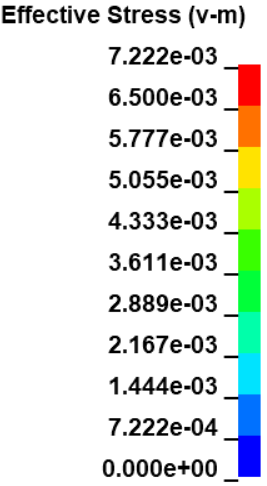 Effective Stress (v-m)
7.222e-03
6.500e-03
5.777e-03
5.055e-03
4.333e-03
3.611e-03
2.889e-03
2.167e-03
1.444e-03
7.222e-04
0.000e+00